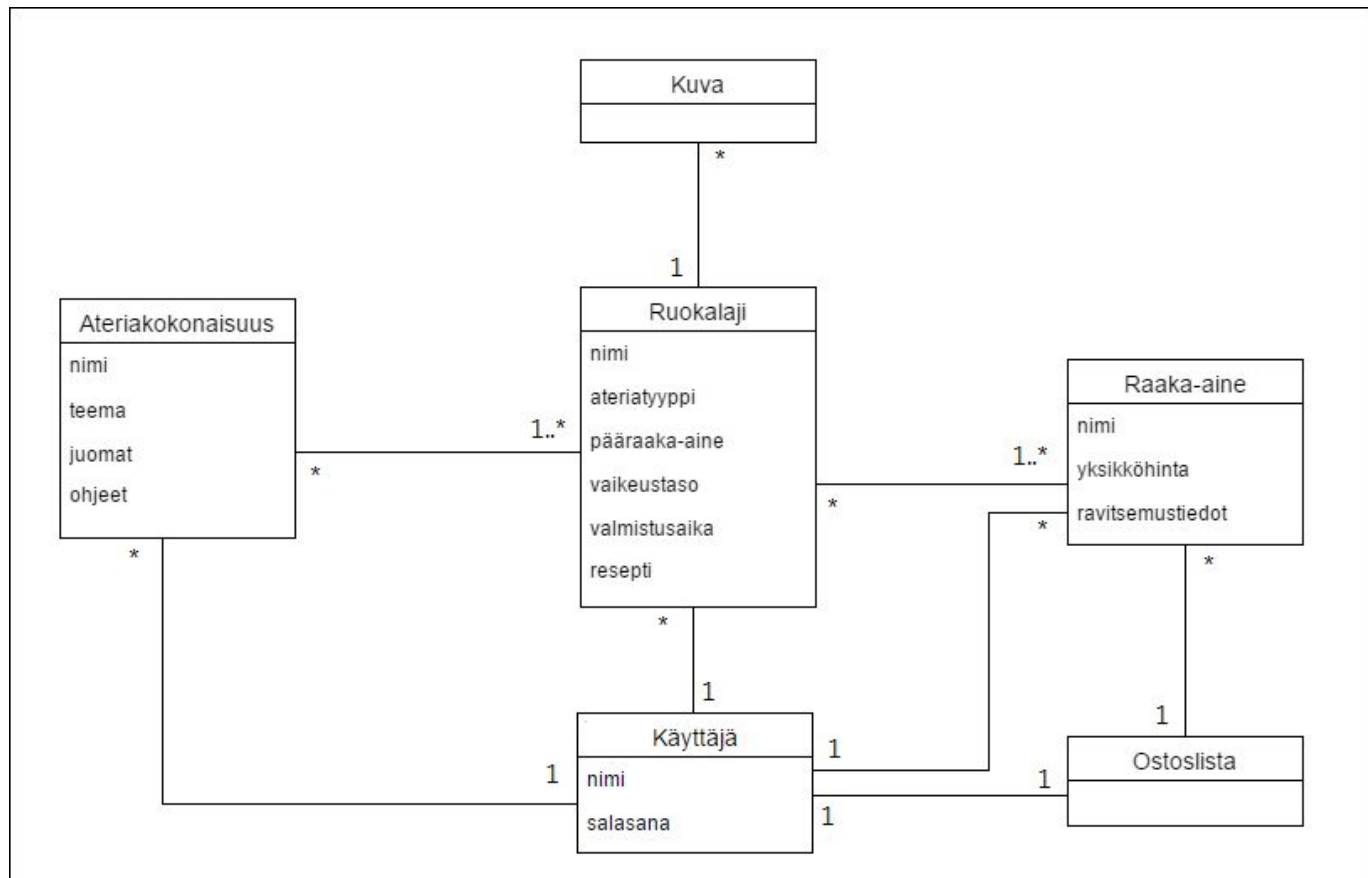 Kuva
*
1
Ateriakokonaisuus
nimi
teema
juomat
ohjeet
*
1..*
*
Ruokalaji
nimi
ateriatyyppi
pääraaka-aine
vaikeustaso
valmistusaika
resepti
*
*
1..*
Raaka-aine
nimi
yksikköhinta
ravitsemustiedot
*
*
1
1
Käyttäjä
nimi
salasana
1
1
1
1
Ostoslista